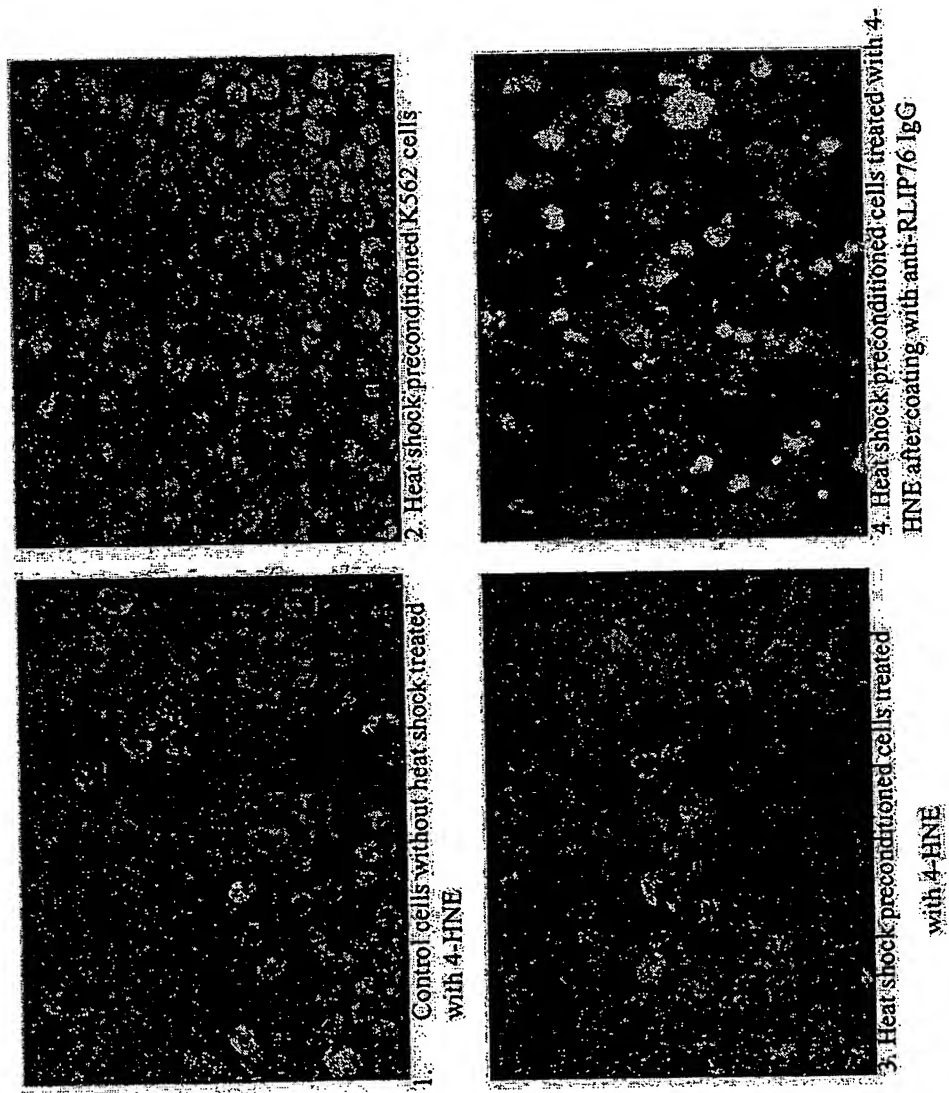 1. Control cells without heat shock treated
with 4-HNE
2. Heat shock preconditioned K562 cells
3. Heat shock preconditioned cells treated
with 4-HNE
4. Heat shock preconditioned cells treated with 4-
HNE after coating with anti-RLIP76 IgG